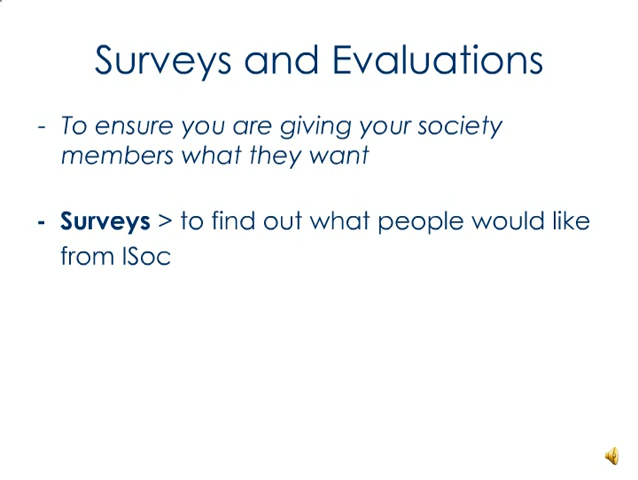 Surveys and Evaluations
- To ensure you are giving your society
members what they want
- Surveys > to find out what people would like
from ISoc